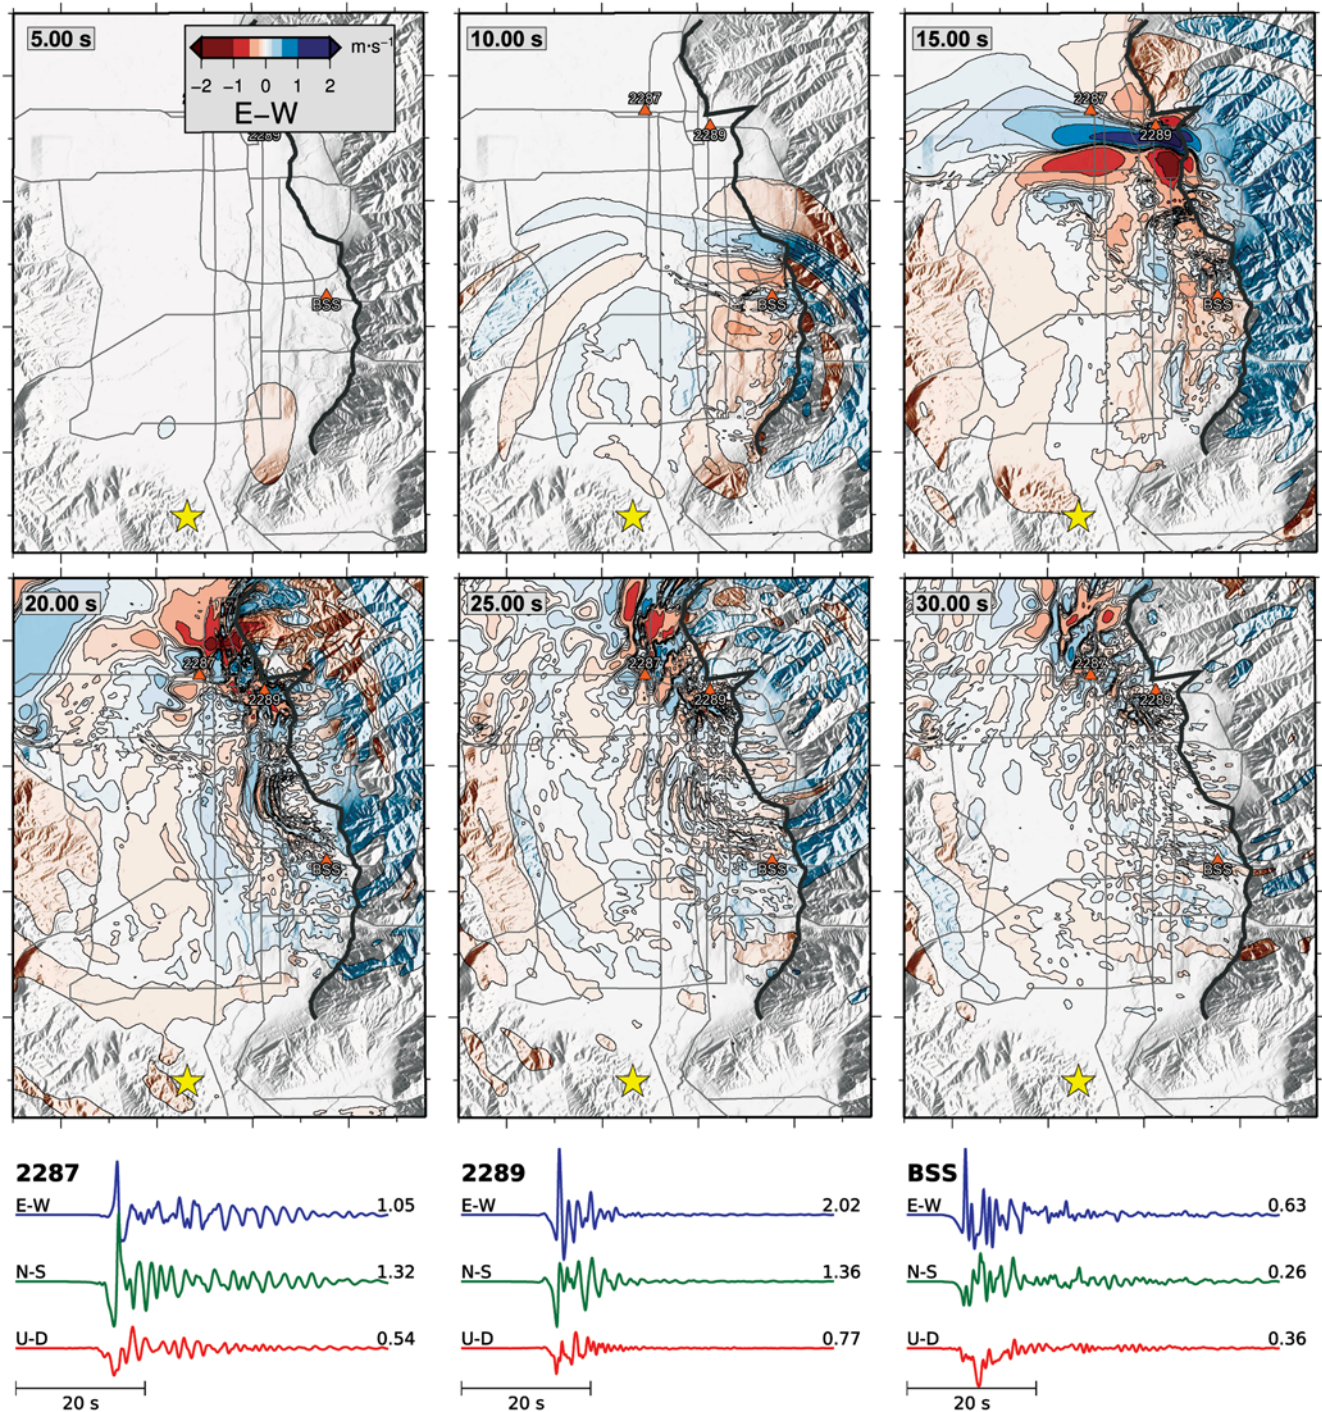 5.00 s
m·s⁻¹
−2 −1 0 1 2
E−W
2289
BSS
10.00 s
2287
2289
BSS
15.00 s
2287
2289
BSS
20.00 s
2287
2289
BSS
25.00 s
2287
2289
BSS
30.00 s
2287
2289
BSS
2287
E-W 1.05
N-S 1.32
U-D 0.54
20 s
2289
E-W 2.02
N-S 1.36
U-D 0.77
20 s
BSS
E-W 0.63
N-S 0.26
U-D 0.36
20 s